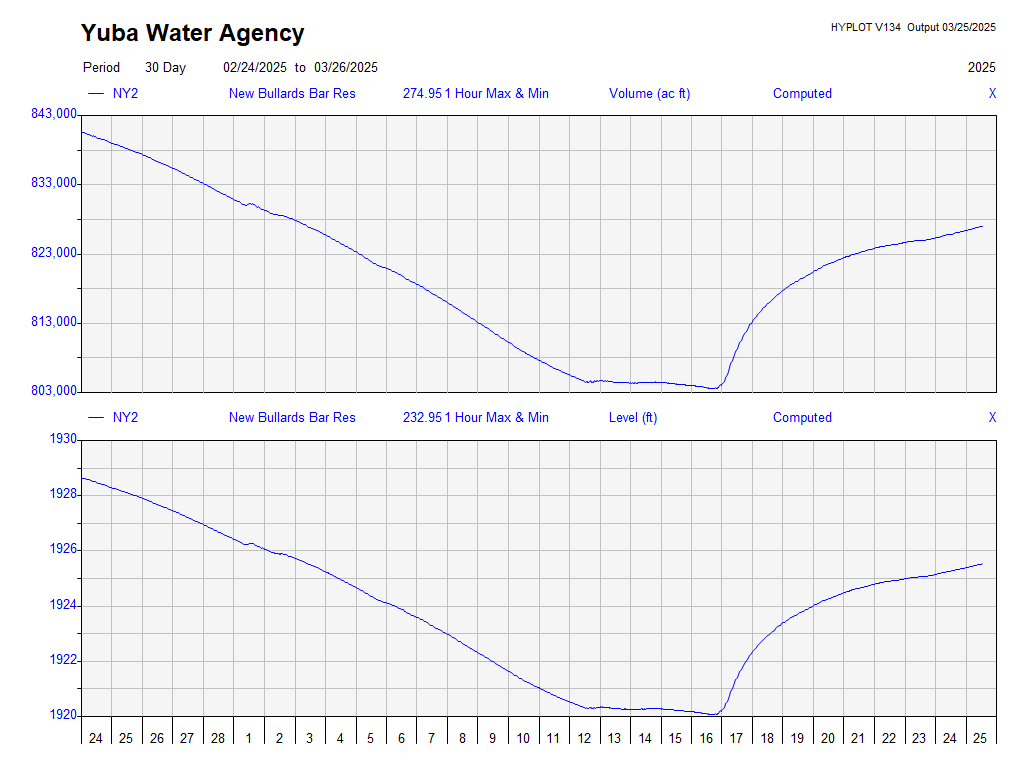 Yuba Water Agency
HYPLOT V134 Output 03/25/2025
Period 30 Day 02/24/2025 to 03/26/2025 2025
NY2 New Bullards Bar Res 274.95 1 Hour Max & Min Volume (ac ft) Computed X
843,000
833,000
823,000
813,000
803,000
NY2 New Bullards Bar Res 232.95 1 Hour Max & Min Level (ft) Computed X
1930
1928
1926
1924
1922
1920
24 25 26 27 28 1 2 3 4 5 6 7 8 9 10 11 12 13 14 15 16 17 18 19 20 21 22 23 24 25